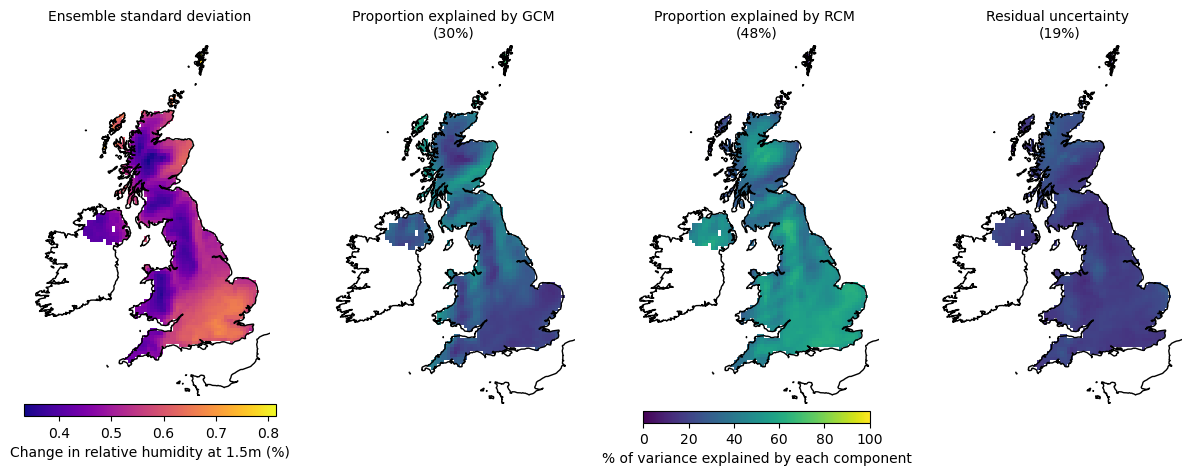 Ensemble standard deviation
Proportion explained by GCM
(30%)
Proportion explained by RCM
(48%)
Residual uncertainty
(19%)
0.4 0.5 0.6 0.7 0.8
Change in relative humidity at 1.5m (%)
0 20 40 60 80 100
% of variance explained by each component